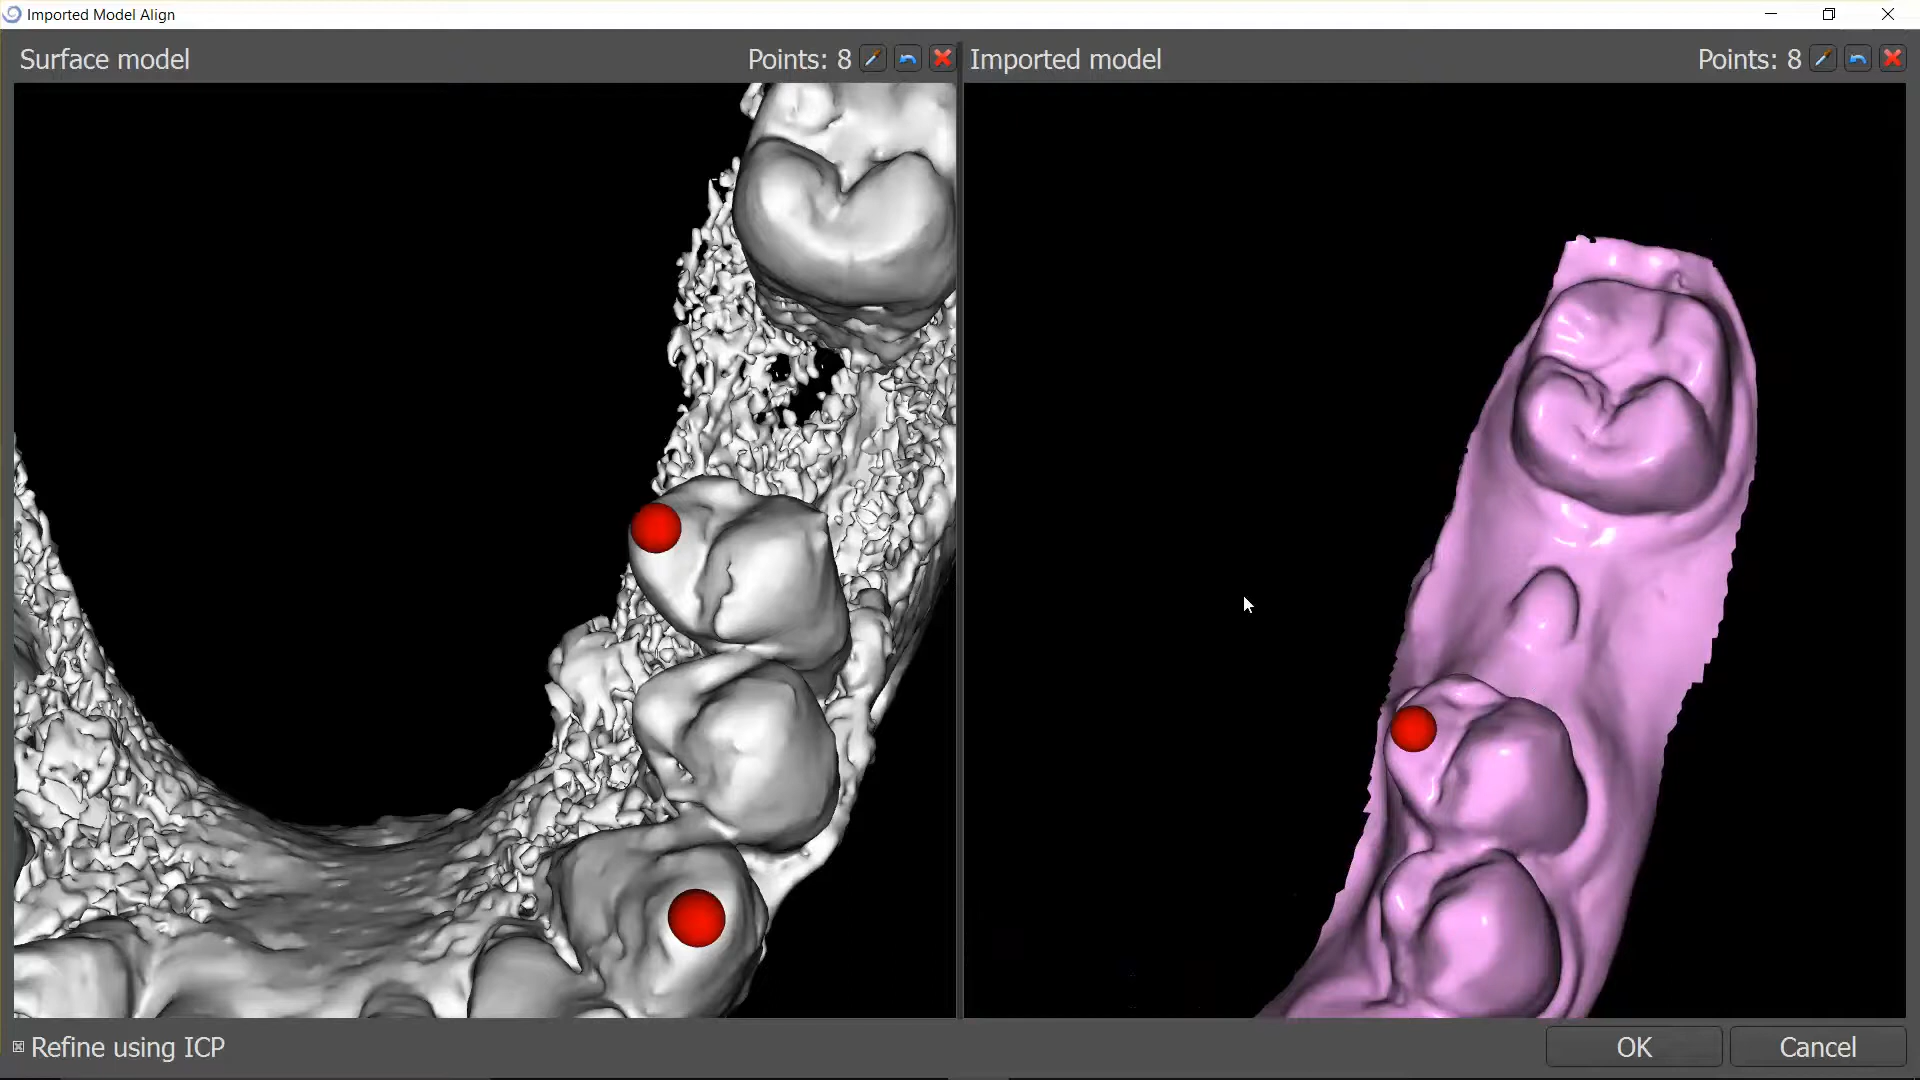 Imported Model Align
Surface model
Points: 8
Imported model
Points: 8
Refine using ICP
OK
Cancel